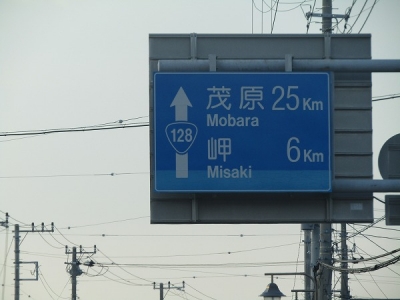 茂原 25Km
Mobara
128
岬 6Km
Misaki